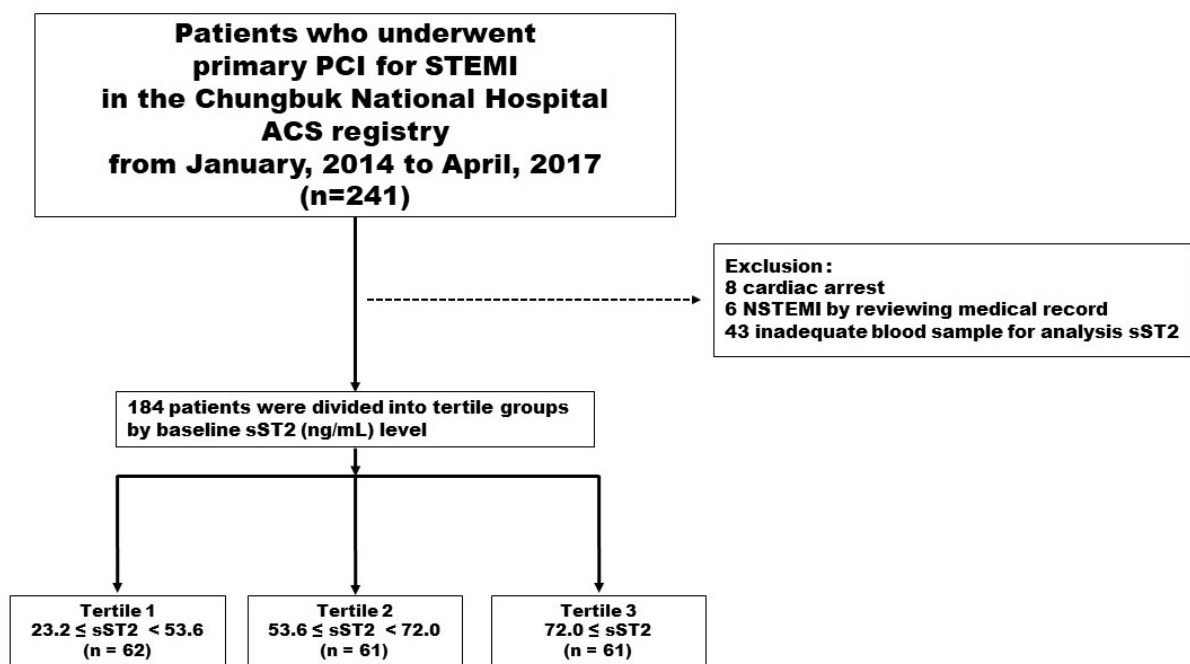 Patients who underwent
primary PCI for STEMI
in the Chungbuk National Hospital
ACS registry
from January, 2014 to April, 2017
(n=241)
Exclusion :
8 cardiac arrest
6 NSTEMI by reviewing medical record
43 inadequate blood sample for analysis sST2
184 patients were divided into tertile groups
by baseline sST2 (ng/mL) level
Tertile 1
23.2 ≤ sST2 < 53.6
(n = 62)
Tertile 2
53.6 ≤ sST2 < 72.0
(n = 61)
Tertile 3
72.0 ≤ sST2
(n = 61)